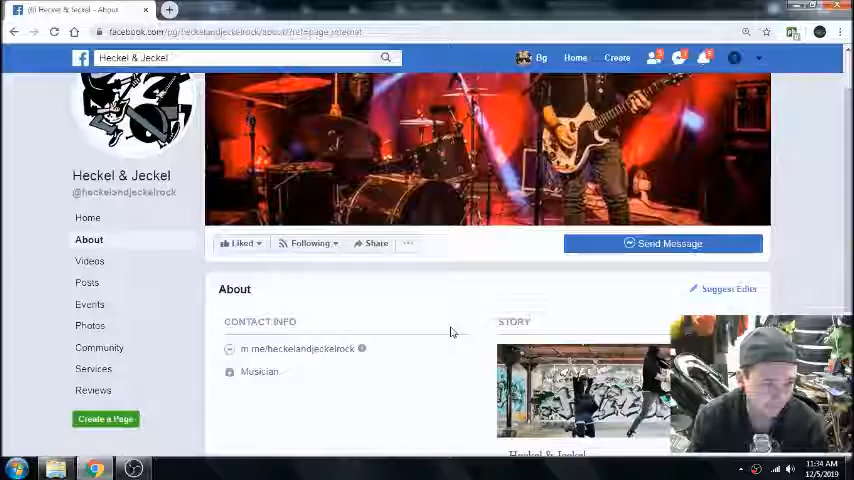 (6) Heckel & Jeckel - About
facebook.com/pg/heckelandjeckelrock/about/?ref=page_internal
Heckel & Jeckel
Bg
Home
Create
Heckel & Jeckel
@heckelandjeckelrock
Home
About
Videos
Posts
Events
Photos
Community
Services
Reviews
Create a Page
Liked
Following
Share
Send Message
About
Suggest Edits
CONTACT INFO
m.me/heckelandjeckelrock
Musician
STORY
Heckel & Jeckel
11:34 AM
12/5/2019